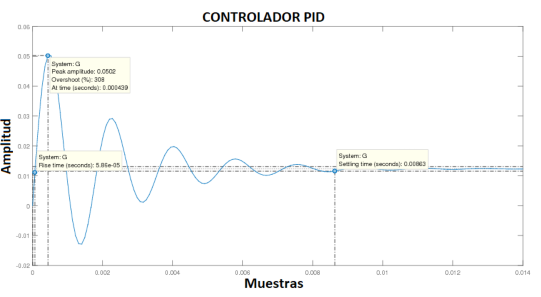 CONTROLADOR PID
0.06
0.05
0.04
0.03
0.02
0.01
0
-0.01
-0.02
Amplitud
System: G
Peak amplitude: 0.0502
Overshoot (%): 308
At time (seconds): 0.000439
System: G
Rise time (seconds): 5.86e-05
System: G
Settling time (seconds): 0.00863
0
0.002
0.004
0.006
0.008
0.01
0.012
0.014
Muestras